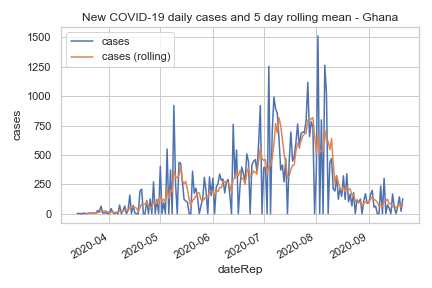 New COVID-19 daily cases and 5 day rolling mean - Ghana
cases
cases (rolling)
1500
1250
1000
750
500
250
0
cases
2020-04
2020-05
2020-06
2020-07
2020-08
2020-09
dateRep